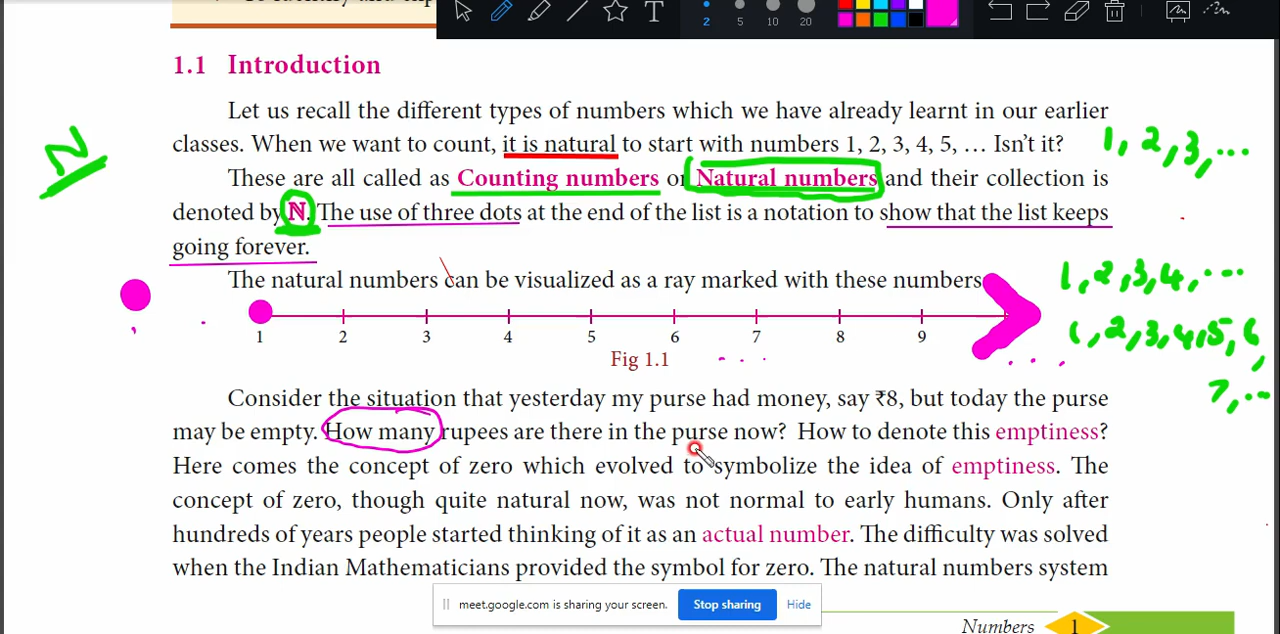 T
2
5
10
20
1.1 Introduction
Let us recall the different types of numbers which we have already learnt in our earlier
classes. When we want to count, it is natural to start with numbers 1, 2, 3, 4, 5, … Isn't it?
1, 2, 3, ...
N
These are all called as Counting numbers or Natural numbers and their collection is
denoted by ℕ. The use of three dots at the end of the list is a notation to show that the list keeps
going forever.
The natural numbers can be visualized as a ray marked with these numbers
1, 2, 3, 4, ...
1 2 3 4 5 6 7 8 9
1, 2, 3, 4, 5, 6,
7, ...
Fig 1.1
Consider the situation that yesterday my purse had money, say ₹8, but today the purse
may be empty. How many rupees are there in the purse now? How to denote this emptiness?
Here comes the concept of zero which evolved to symbolize the idea of emptiness. The
concept of zero, though quite natural now, was not normal to early humans. Only after
hundreds of years people started thinking of it as an actual number. The difficulty was solved
when the Indian Mathematicians provided the symbol for zero. The natural numbers system
meet.google.com is sharing your screen. Stop sharing Hide
Numbers 1